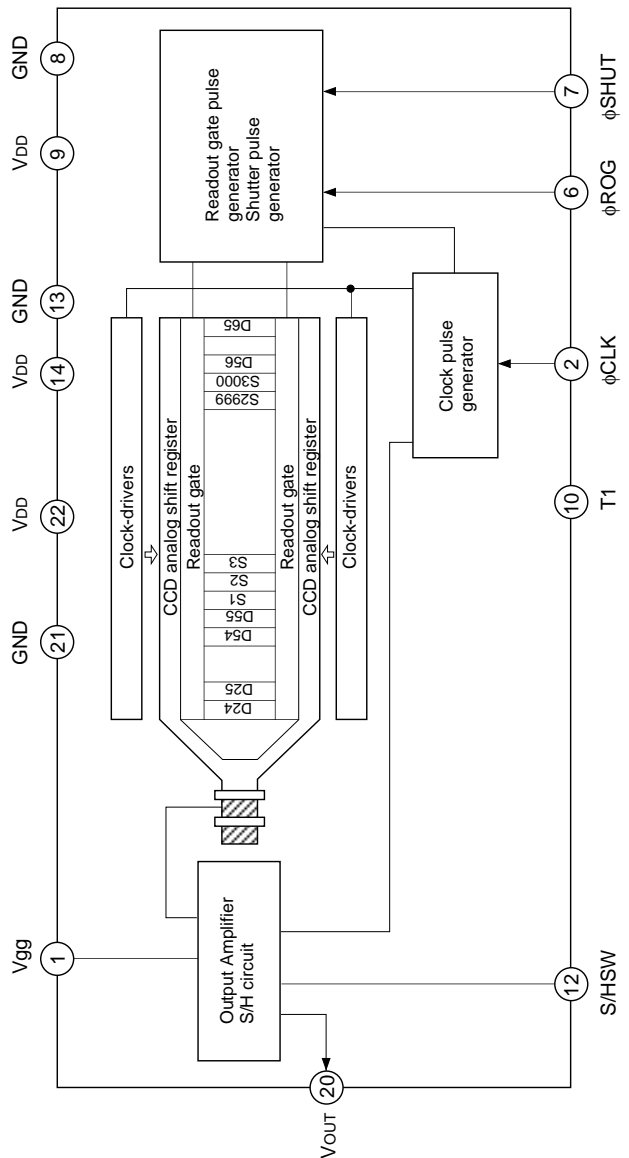 Vgg
1
GND
21
VDD
22
VDD
14
GND
13
VDD
9
GND
8
Clock-drivers
CCD analog shift register
Readout gate
D24
D25
D54
D55
S1
S2
S3
S2999
S3000
D56
D65
Readout gate
CCD analog shift register
Clock-drivers
Readout gate pulse
generator
Shutter pulse
generator
Output Amplifier
S/H circuit
Clock pulse
generator
VOUT
20
12
S/HSW
10
T1
2
ϕCLK
6
ϕROG
7
ϕSHUT